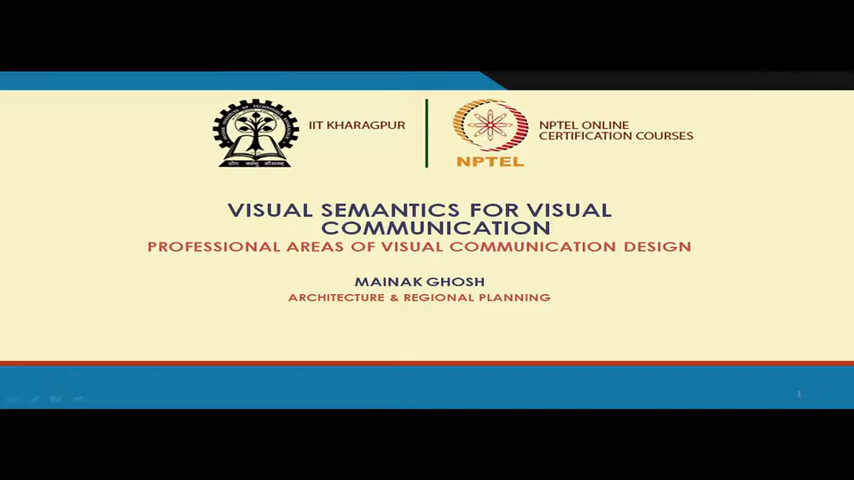 IIT KHARAGPUR
NPTEL ONLINE
CERTIFICATION COURSES
NPTEL
VISUAL SEMANTICS FOR VISUAL
COMMUNICATION
PROFESSIONAL AREAS OF VISUAL COMMUNICATION DESIGN
MAINAK GHOSH
ARCHITECTURE & REGIONAL PLANNING
1